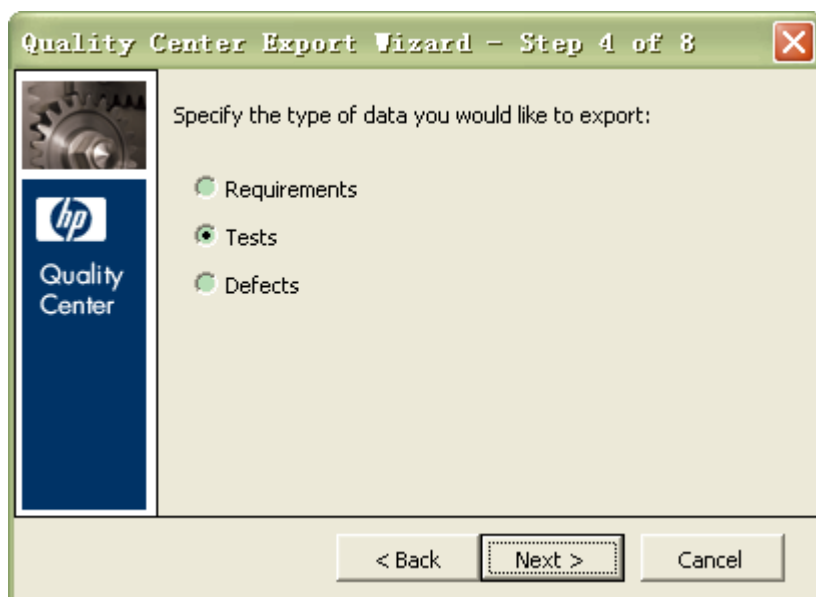 Quality Center Export Wizard - Step 4 of 8
Specify the type of data you would like to export:
Requirements
Tests
Defects
hp
Quality
Center
< Back
Next >
Cancel